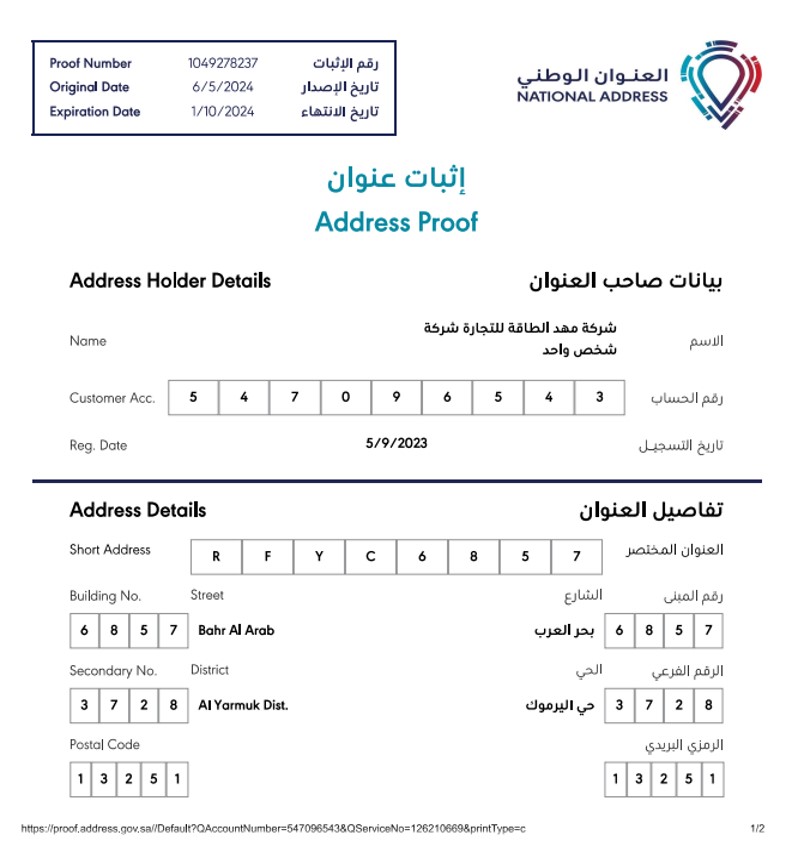 Proof Number 1049278237 رقم الإثبات
Original Date 6/5/2024 تاريخ الإصدار
Expiration Date 1/10/2024 تاريخ الانتهاء
العنوان الوطني
NATIONAL ADDRESS
إثبات عنوان
Address Proof
Address Holder Details بيانات صاحب العنوان
Name شركة مهد الطاقة للتجارة شركة شخص واحد الاسم
Customer Acc. 5 4 7 0 9 6 5 4 3 رقم الحساب
Reg. Date 5/9/2023 تاريخ التسجيل
Address Details تفاصيل العنوان
Short Address R F Y C 6 8 5 7 العنوان المختصر
Building No. Street الشارع رقم المبنى
6 8 5 7 Bahr Al Arab بحر العرب 6 8 5 7
Secondary No. District الحي الرقم الفرعي
3 7 2 8 Al Yarmuk Dist. حي اليرموك 3 7 2 8
Postal Code الرمزي البريدي
1 3 2 5 1 1 3 2 5 1
https://proof.address.gov.sa//Default?QAccountNumber=547096543&QServiceNo=126210669&printType=c 1/2